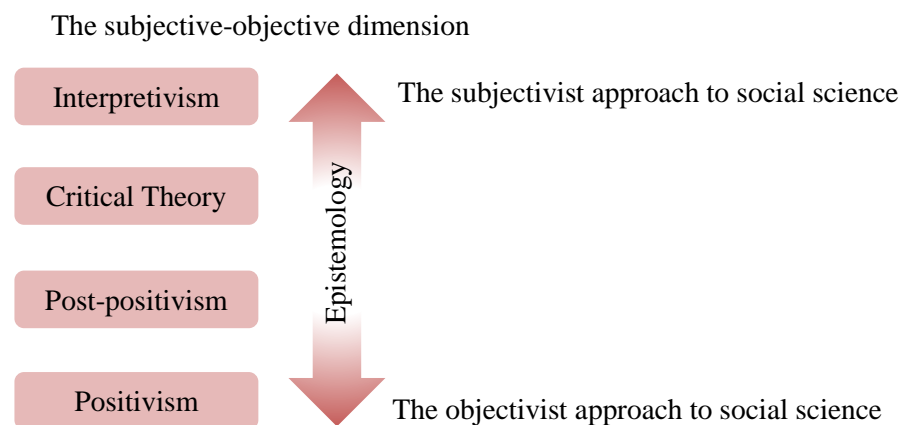 The subjective-objective dimension
Interpretivism
The subjectivist approach to social science
Critical Theory
Epistemology
Post-positivism
Positivism
The objectivist approach to social science